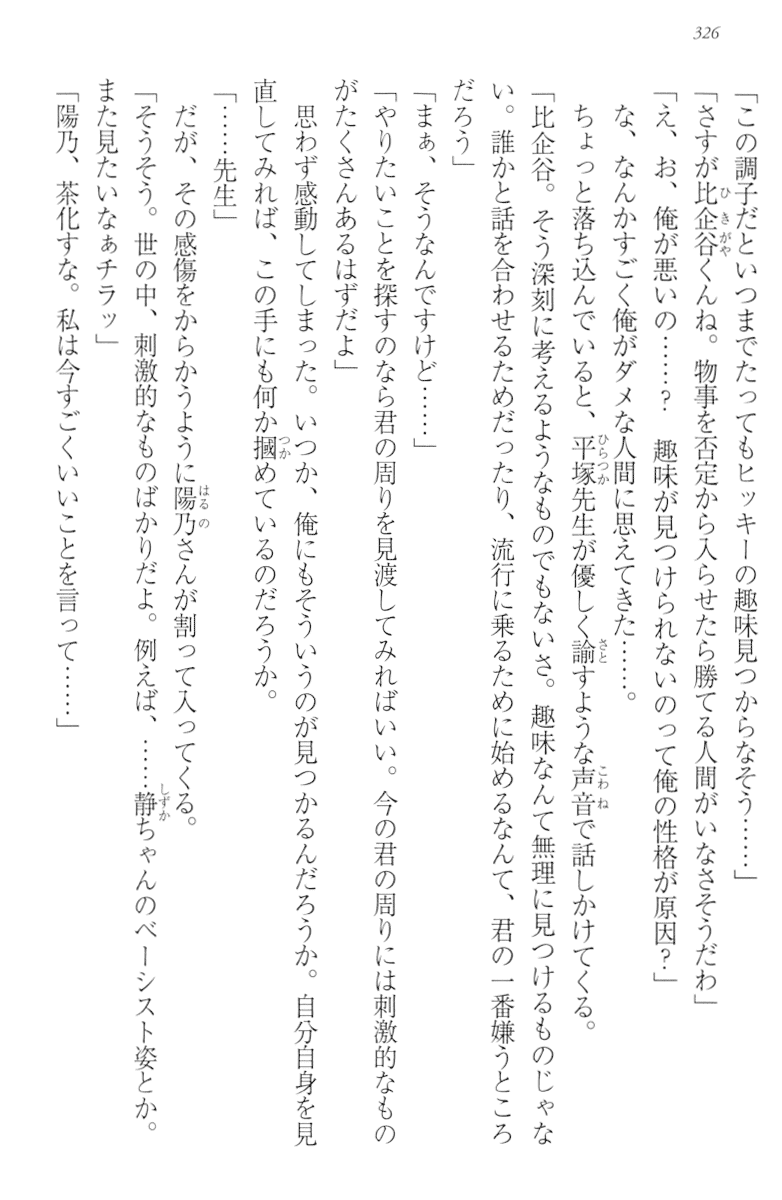 326
「この調子だといつまでたってもヒッキーの趣味見つからなそう……」
「さすが比企谷くんね。物事を否定から入らせたら勝てる人間がいなさそうだわ」
「え、お、俺が悪いの……? 趣味が見つけられないのって俺の性格が原因?」
な、なんかすごく俺がダメな人間に思えてきた……。
ちょっと落ち込んでいると、平塚先生が優しく諭すような声音で話しかけてくる。
「比企谷。そう深刻に考えるようなものでもないさ。趣味なんて無理に見つけるものじゃな
い。誰かと話を合わせるためだったり、流行に乗るために始めるなんて、君の一番嫌うところ
だろう」
「まぁ、そうなんですけど……」
「やりたいことを探すのなら君の周りを見渡してみればいい。今の君の周りには刺激的なもの
がたくさんあるはずだよ」
思わず感動してしまった。いつか、俺にもそういうのが見つかるんだろうか。自分自身を見
直してみれば、この手にも何か摑めているのだろうか。
「……先生」
だが、その感傷をからかうように陽乃さんが割って入ってくる。
「そうそう。世の中、刺激的なものばかりだよ。例えば、……静ちゃんのベーシスト姿とか。
また見たいなぁチラッ」
「陽乃、茶化すな。私は今すごくいいことを言って……」